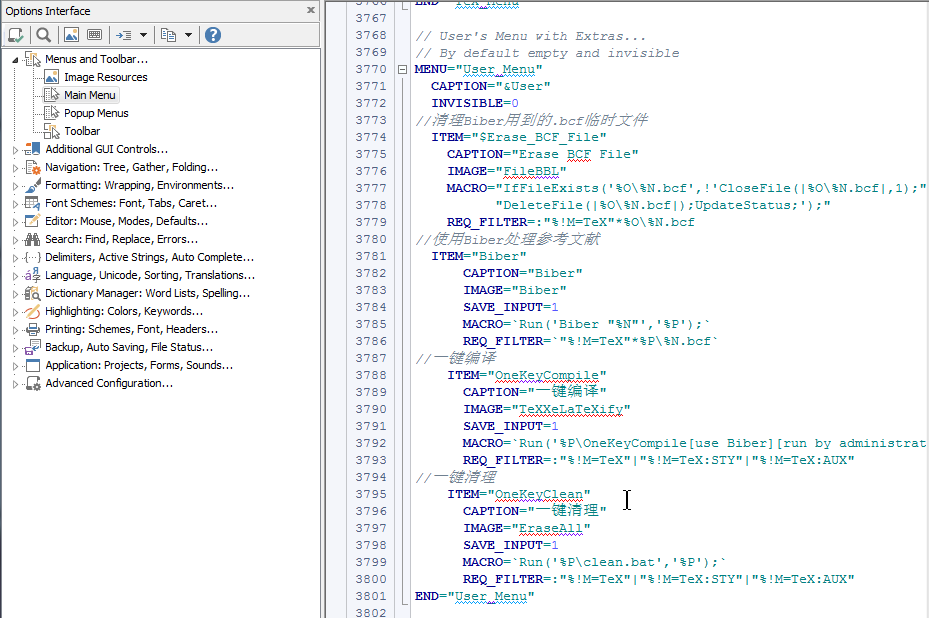 Options Interface
Menus and Toolbar...
Image Resources
Main Menu
Popup Menus
Toolbar
Additional GUI Controls...
Navigation: Tree, Gather, Folding...
Formatting: Wrapping, Environments...
Font Schemes: Font, Tabs, Caret...
Editor: Mouse, Modes, Defaults...
Search: Find, Replace, Errors...
Delimiters, Active Strings, Auto Complete...
Language, Unicode, Sorting, Translations...
Dictionary Manager: Word Lists, Spelling...
Highlighting: Colors, Keywords...
Printing: Schemes, Font, Headers...
Backup, Auto Saving, File Status...
Application: Projects, Forms, Sounds...
Advanced Configuration...
3766 END="TeX_Menu"
3767
3768 // User's Menu with Extras...
3769 // By default empty and invisible
3770 MENU="User_Menu"
3771 CAPTION="&User"
3772 INVISIBLE=0
3773 //清理Biber用到的.bcf临时文件
3774 ITEM="$Erase_BCF_File"
3775 CAPTION="Erase BCF File"
3776 IMAGE="FileBBL"
3777 MACRO="IfFileExists('%O\%N.bcf',!'CloseFile(|%O\%N.bcf|,1);"
3778 "DeleteFile(|%O\%N.bcf|);UpdateStatus;');"
3779 REQ_FILTER=:"%!M=TeX"*%O\%N.bcf
3780 //使用Biber处理参考文献
3781 ITEM="Biber"
3782 CAPTION="Biber"
3783 IMAGE="Biber"
3784 SAVE_INPUT=1
3785 MACRO=`Run('Biber "%N"','%P');`
3786 REQ_FILTER=`"%!M=TeX"*%P\%N.bcf`
3787 //一键编译
3788 ITEM="OneKeyCompile"
3789 CAPTION="一键编译"
3790 IMAGE="TeXXeLaTeXify"
3791 SAVE_INPUT=1
3792 MACRO=`Run('%P\OneKeyCompile[use Biber][run by administrat
3793 REQ_FILTER=:"%!M=TeX"|"%!M=TeX:STY"|"%!M=TeX:AUX"
3794 //一键清理
3795 ITEM="OneKeyClean"
3796 CAPTION="一键清理"
3797 IMAGE="EraseAll"
3798 SAVE_INPUT=1
3799 MACRO=`Run('%P\clean.bat','%P');`
3800 REQ_FILTER=:"%!M=TeX"|"%!M=TeX:STY"|"%!M=TeX:AUX"
3801 END="User_Menu"
3802